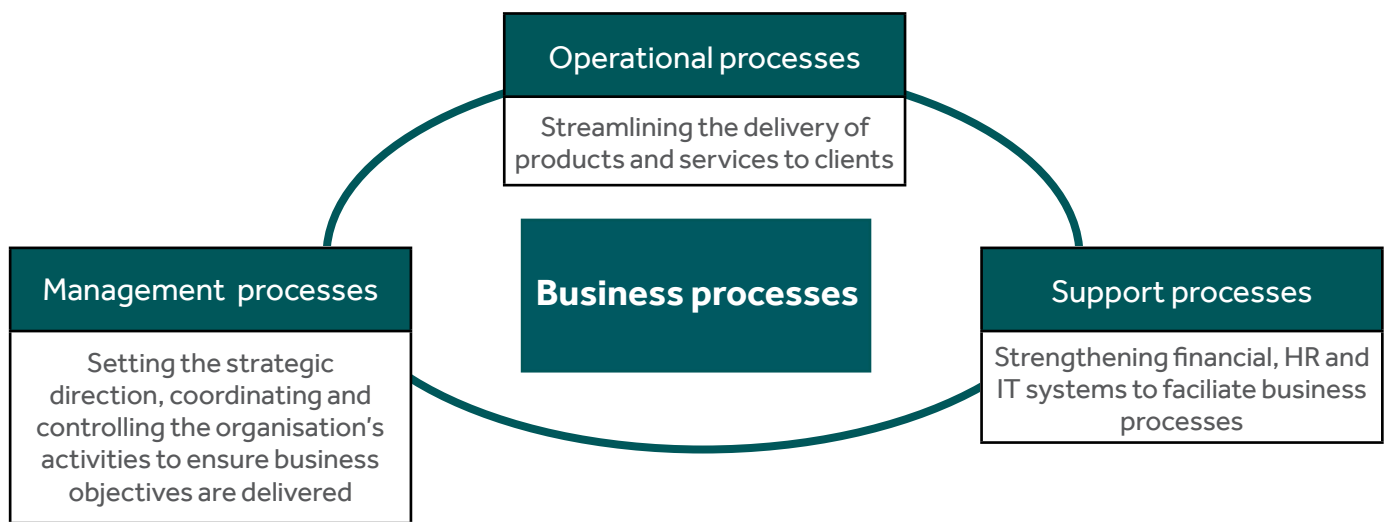 Operational processes
Streamlining the delivery of
products and services to clients
Business processes
Management processes
Setting the strategic
direction, coordinating and
controlling the organisation's
activities to ensure business
objectives are delivered
Support processes
Strengthening financial, HR and
IT systems to faciliate business
processes